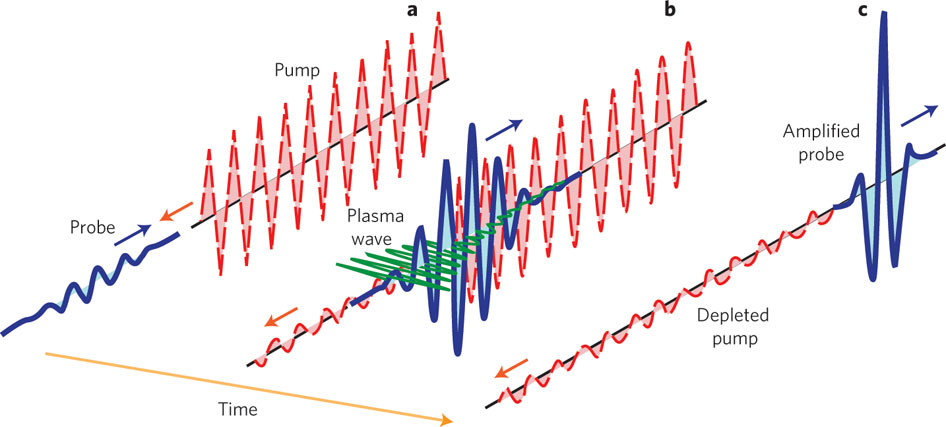 a
b
c
Pump
Probe
Plasma
wave
Amplified
probe
Depleted
pump
Time